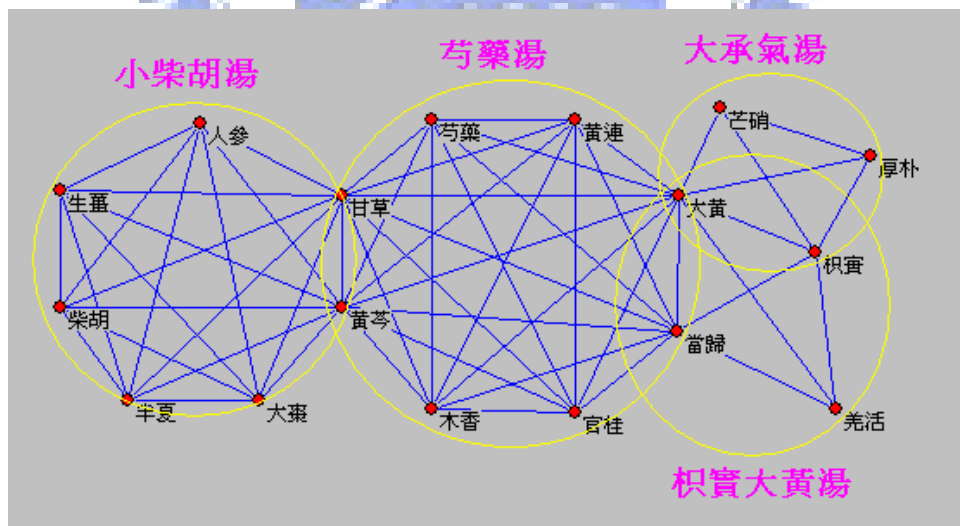 小柴胡湯
芍藥湯
大承氣湯
人參
生薑
柴胡
半夏
大棗
甘草
黃芩
芍藥
黃連
木香
官桂
大黃
當歸
芒硝
厚朴
枳實
羌活
枳實大黃湯